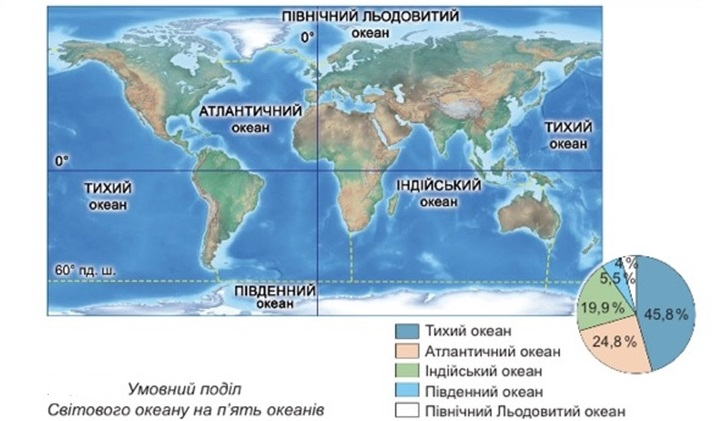 ПІВНІЧНИЙ ЛЬОДОВИТИЙ
океан
0°
АТЛАНТИЧНИЙ
океан
ТИХИЙ
океан
0°
ТИХИЙ
океан
ІНДІЙСЬКИЙ
океан
60° пд. ш.
ПІВДЕННИЙ
океан
4 %
5,5 %
19,9 %
45,8 %
24,8 %
Тихий океан
Атлантичний океан
Індійський океан
Південний океан
Північний Льодовитий океан
Умовний поділ
Світового океану на п'ять океанів